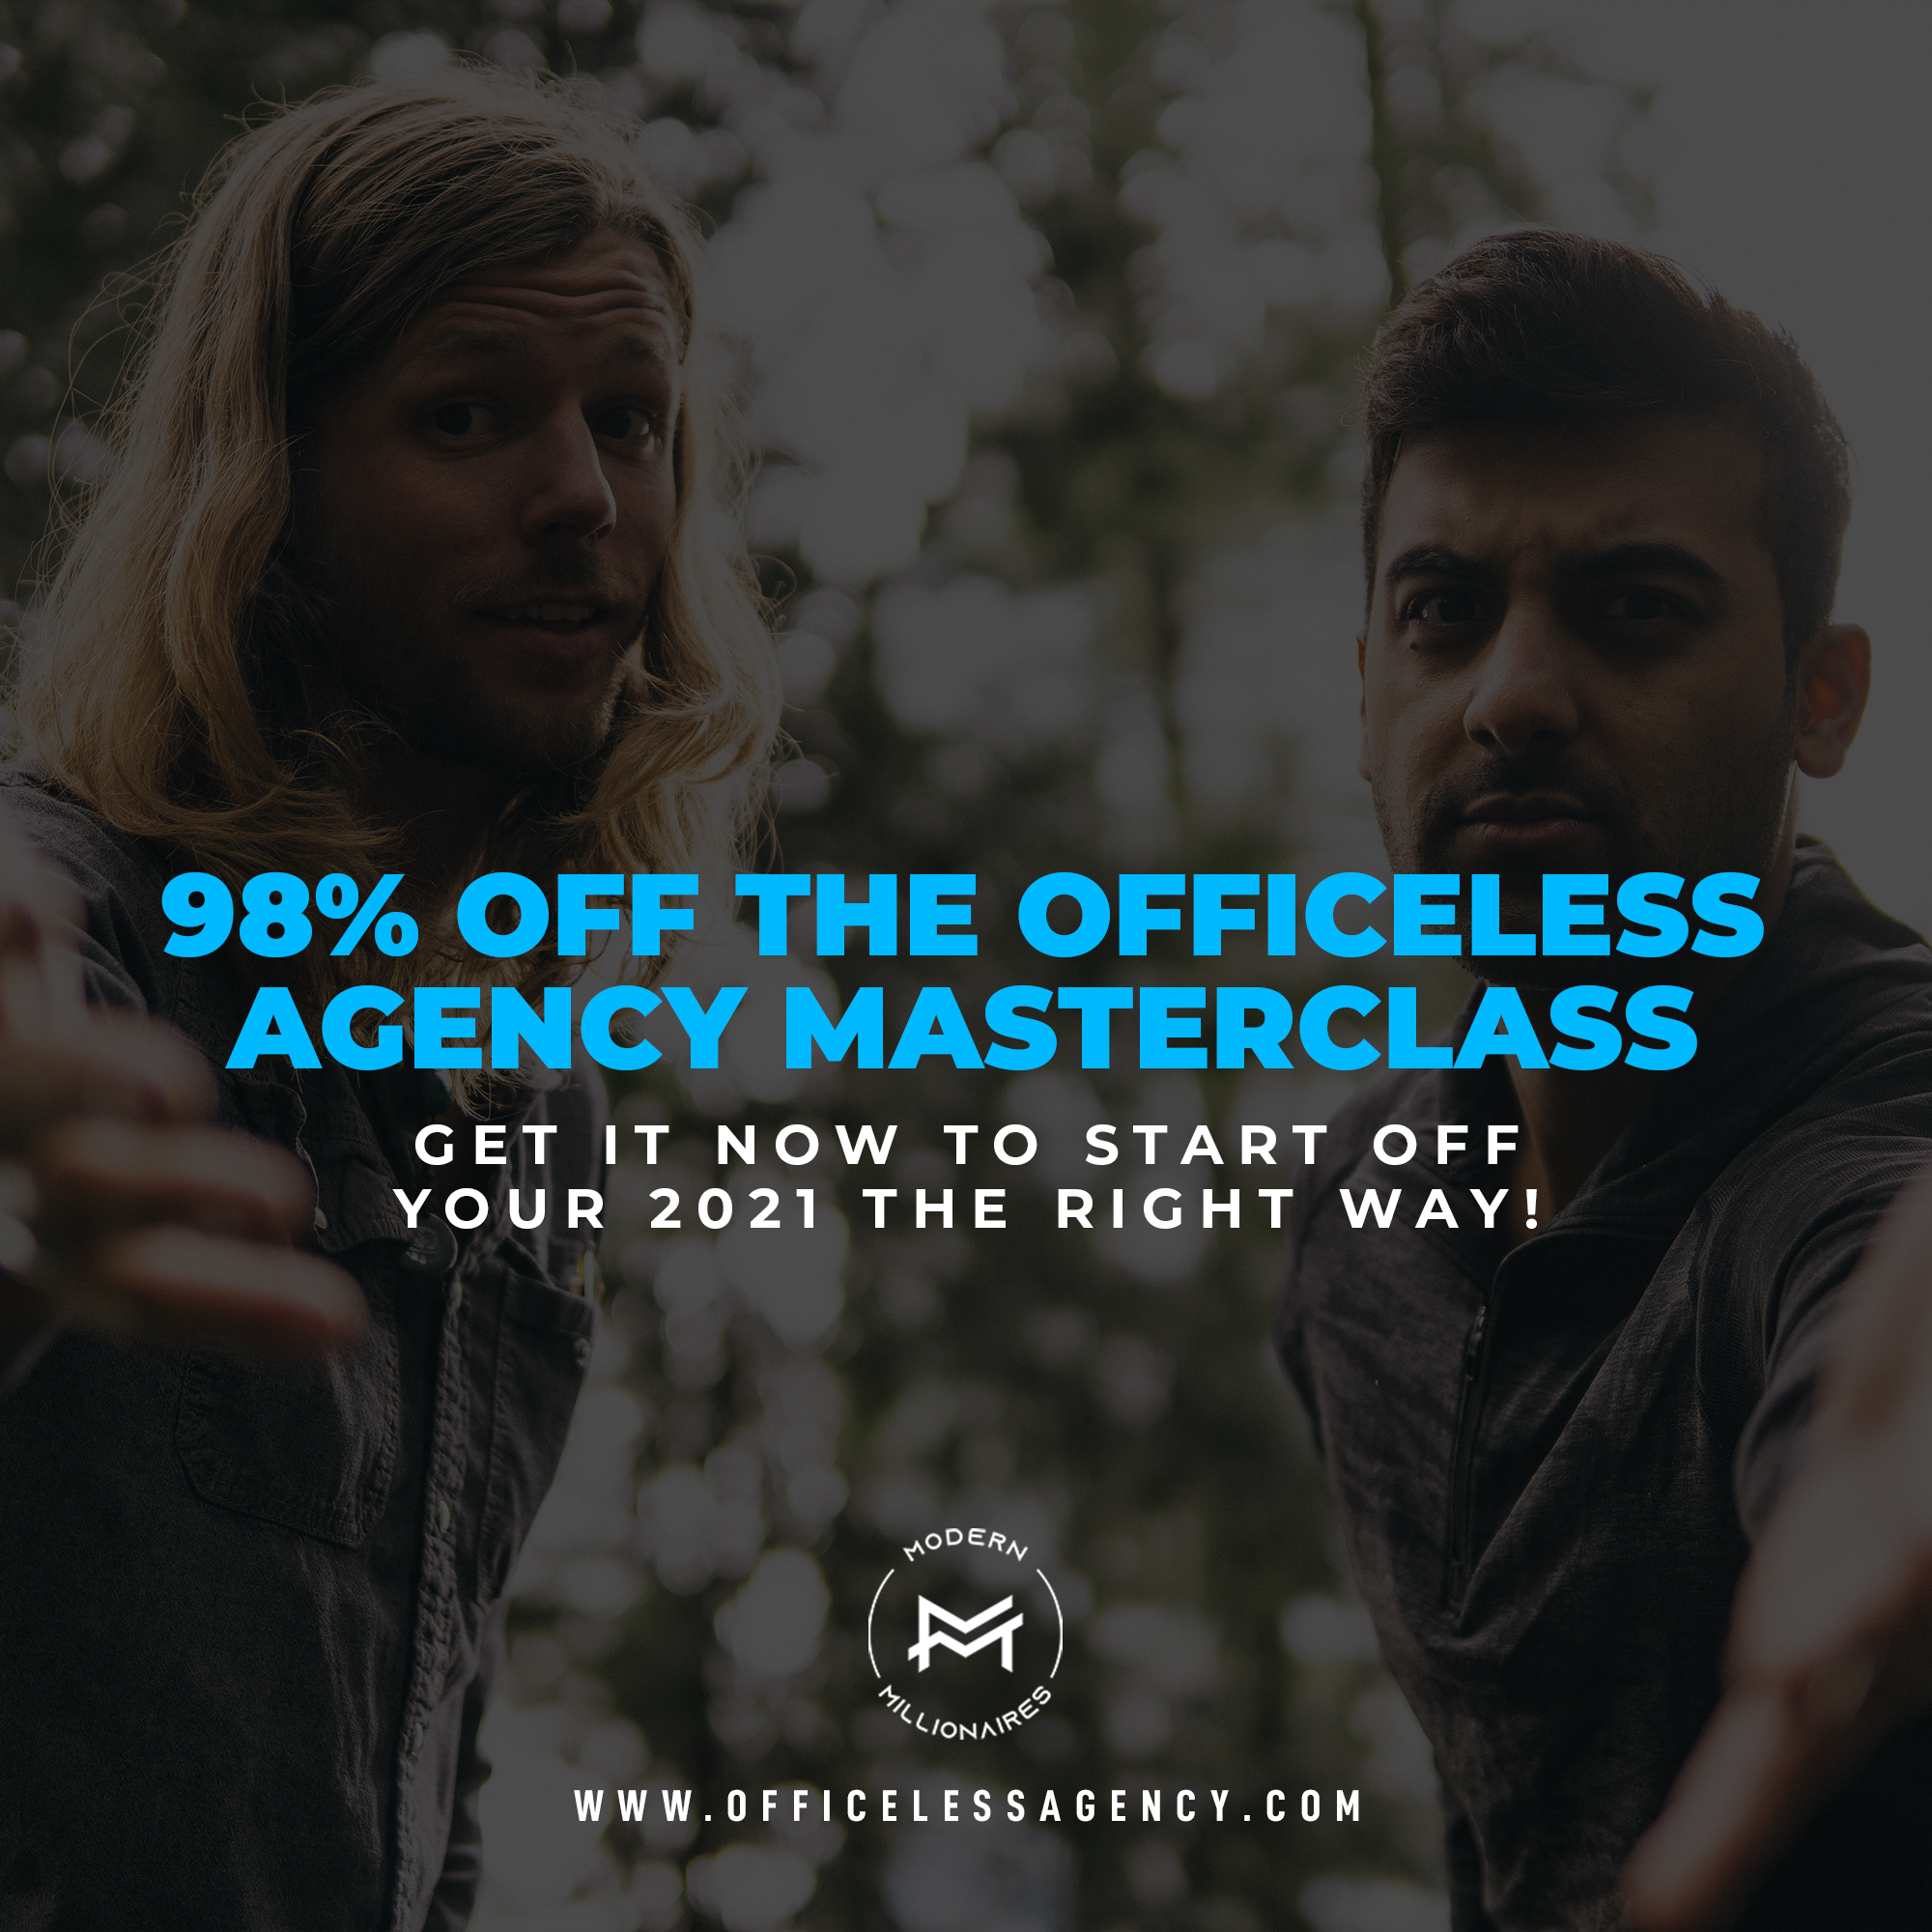 98% OFF THE OFFICELESS
AGENCY MASTERCLASS
GET IT NOW TO START OFF
YOUR 2021 THE RIGHT WAY!
MODERN
MILLIONAIRES
WWW.OFFICELESSAGENCY.COM